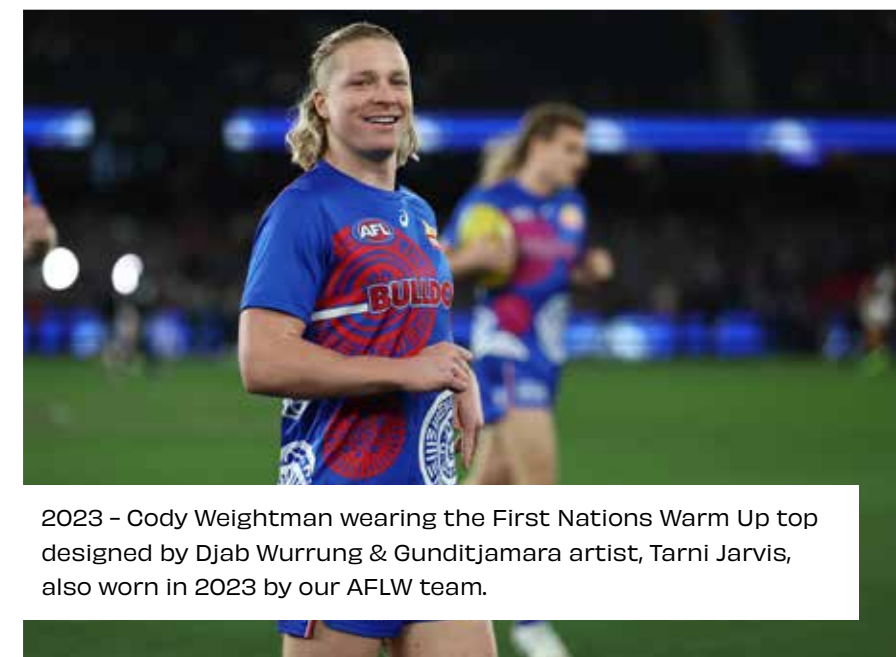 AFL
BULLDO
2023 – Cody Weightman wearing the First Nations Warm Up top
designed by Djab Wurrung & Gunditjamara artist, Tarni Jarvis,
also worn in 2023 by our AFLW team.